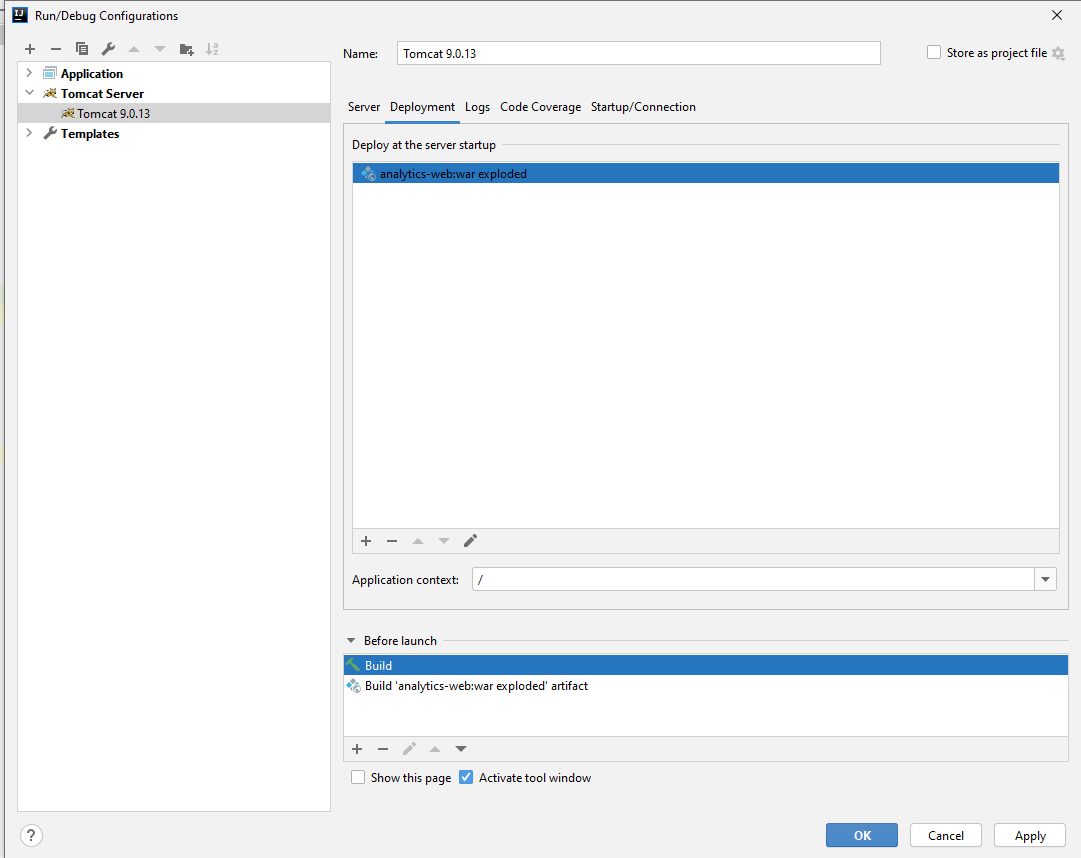 Run/Debug Configurations
Name: Tomcat 9.0.13
Store as project file
Application
Tomcat Server
Tomcat 9.0.13
Templates
Server Deployment Logs Code Coverage Startup/Connection
Deploy at the server startup
analytics-web:war exploded
Application context: /
Before launch
Build
Build 'analytics-web:war exploded' artifact
Show this page Activate tool window
? OK Cancel Apply